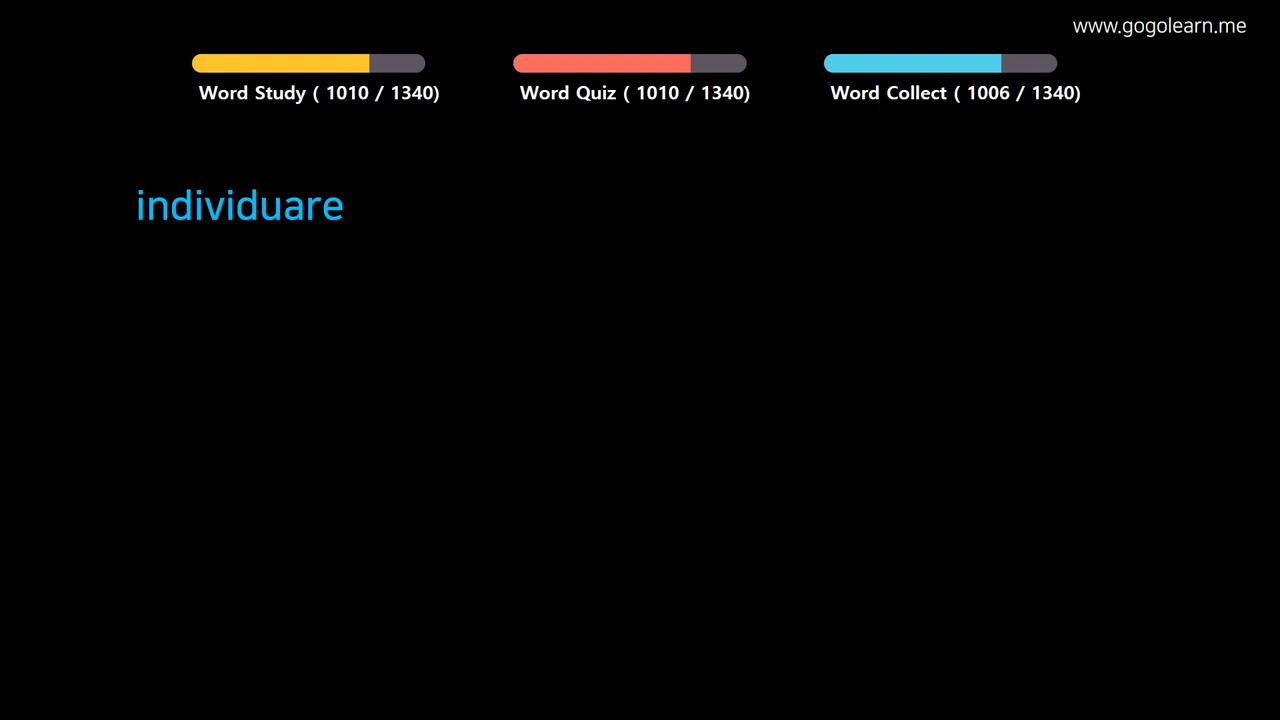 www.gogolearn.me
Word Study ( 1010 / 1340)
Word Quiz ( 1010 / 1340)
Word Collect ( 1006 / 1340)
individuare